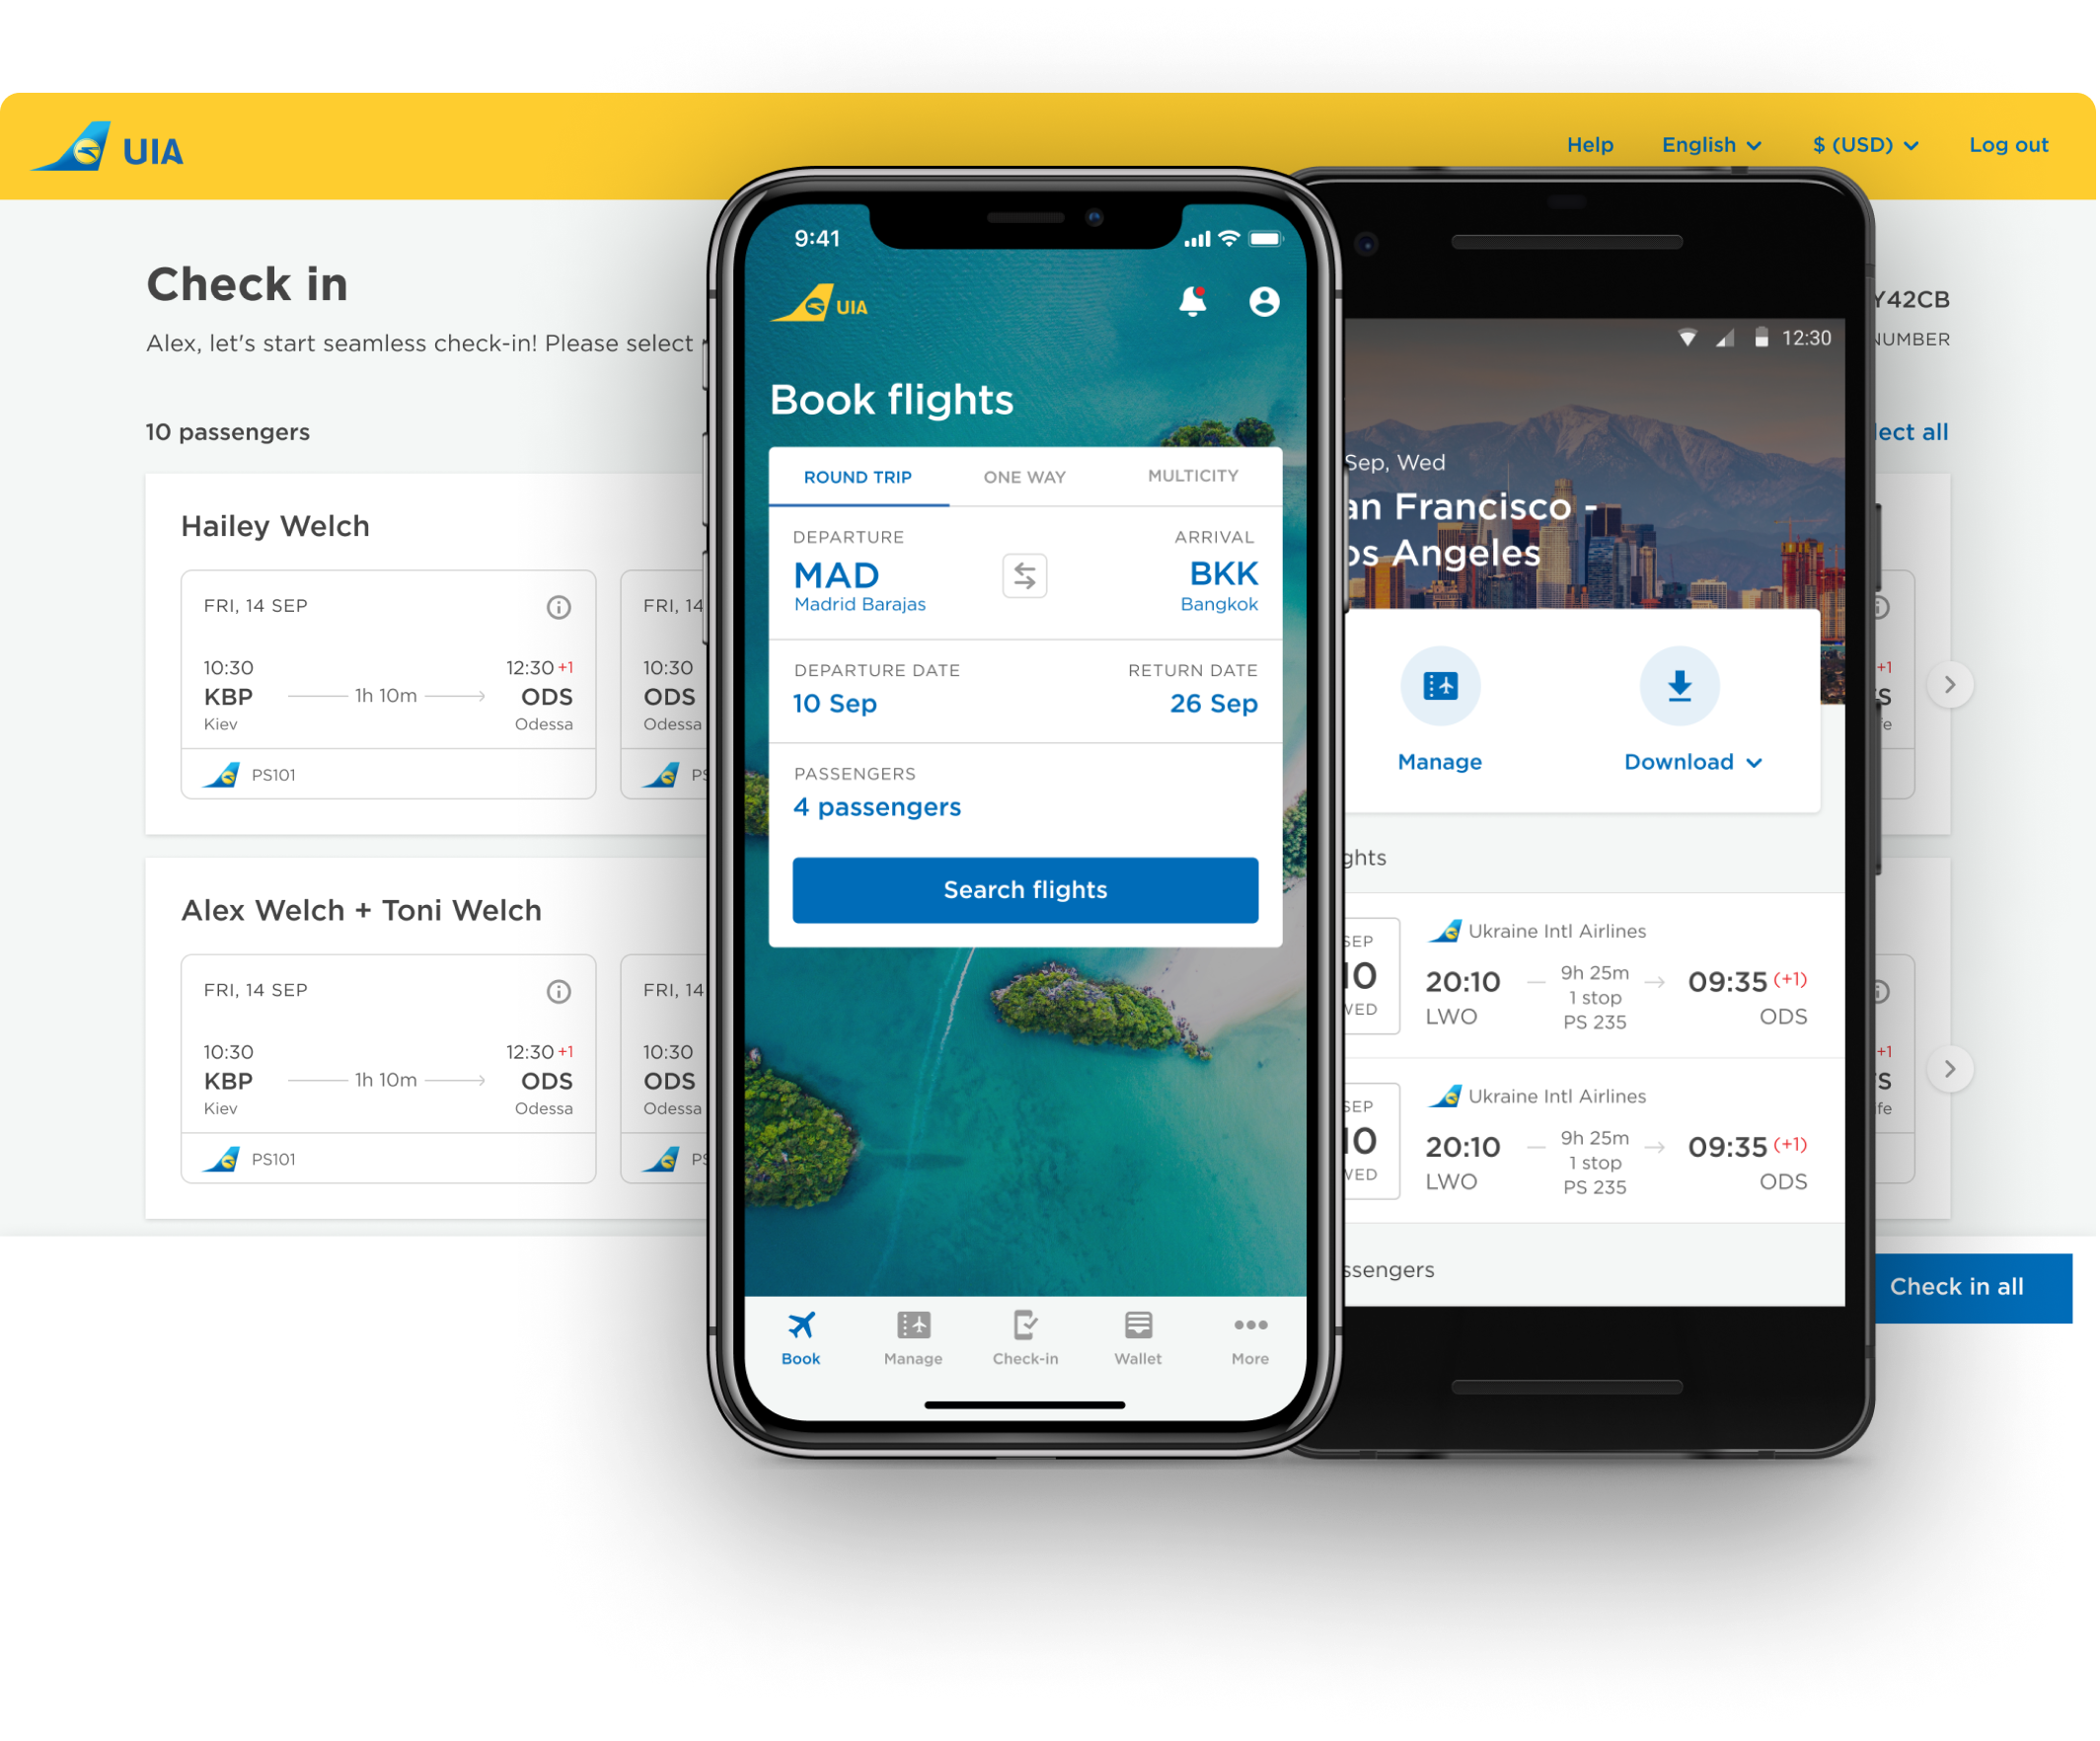 UIA
Help English $ (USD) Log out
Check in
Alex, let's start seamless check-in! Please select
10 passengers
Hailey Welch
FRI, 14 SEP
10:30 12:30 +1
KBP 1h 10m ODS
Kiev Odessa
PS101
FRI, 14
10:30
ODS
Odessa
Alex Welch + Toni Welch
FRI, 14 SEP
10:30 12:30 +1
KBP 1h 10m ODS
Kiev Odessa
PS101
FRI, 14
10:30
ODS
Odessa
9:41
UIA
Book flights
ROUND TRIP ONE WAY MULTICITY
DEPARTURE ARRIVAL
MAD BKK
Madrid Barajas Bangkok
DEPARTURE DATE RETURN DATE
10 Sep 26 Sep
PASSENGERS
4 passengers
Search flights
Book Manage Check-in Wallet More
12:30
Sep, Wed
an Francisco -
os Angeles
Manage Download
ghts
SEP
10
WED
Ukraine Intl Airlines
20:10 9h 25m 09:35 (+1)
1 stop
LWO PS 235 ODS
SEP
10
WED
Ukraine Intl Airlines
20:10 9h 25m 09:35 (+1)
1 stop
LWO PS 235 ODS
ssengers
Y42CB
NUMBER
lect all
+1
S
+1
S
fe
Check in all